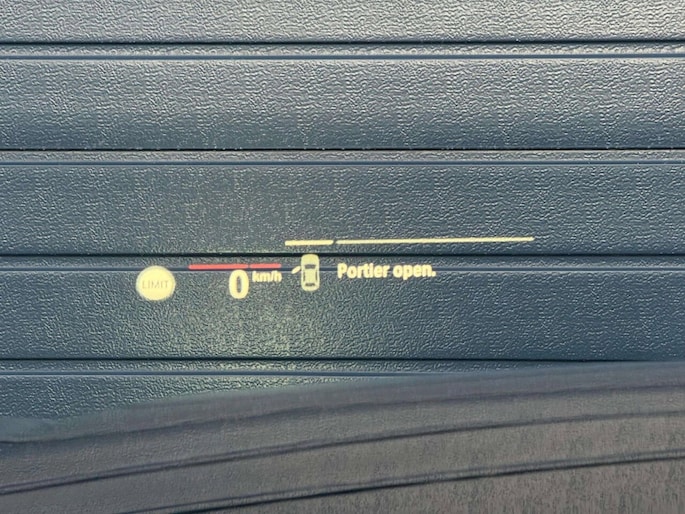 LIMIT
0 km/h
Portier open.